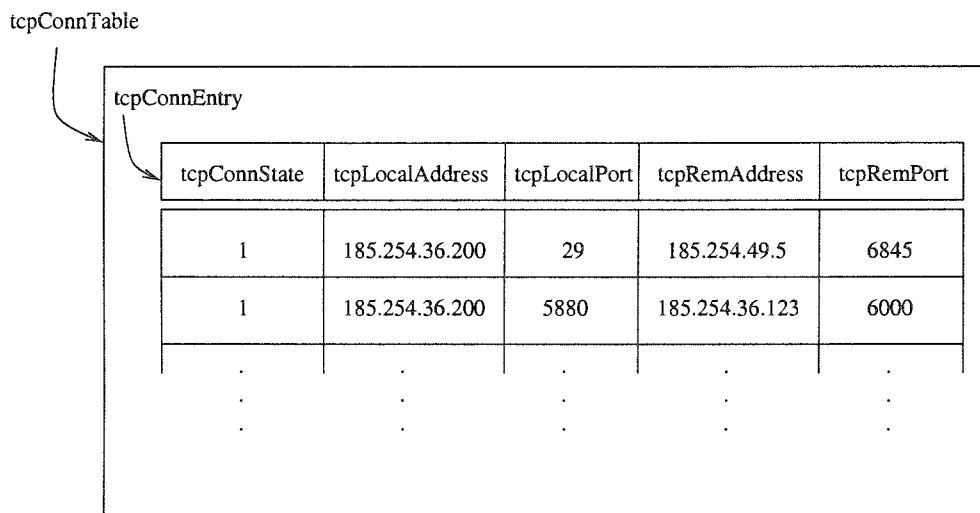 tcpConnTable
tcpConnEntry
tcpConnState tcpLocalAddress tcpLocalPort tcpRemAddress tcpRemPort
1 185.254.36.200 29 185.254.49.5 6845
1 185.254.36.200 5880 185.254.36.123 6000
. . . . .
. . . . .
. . . . .